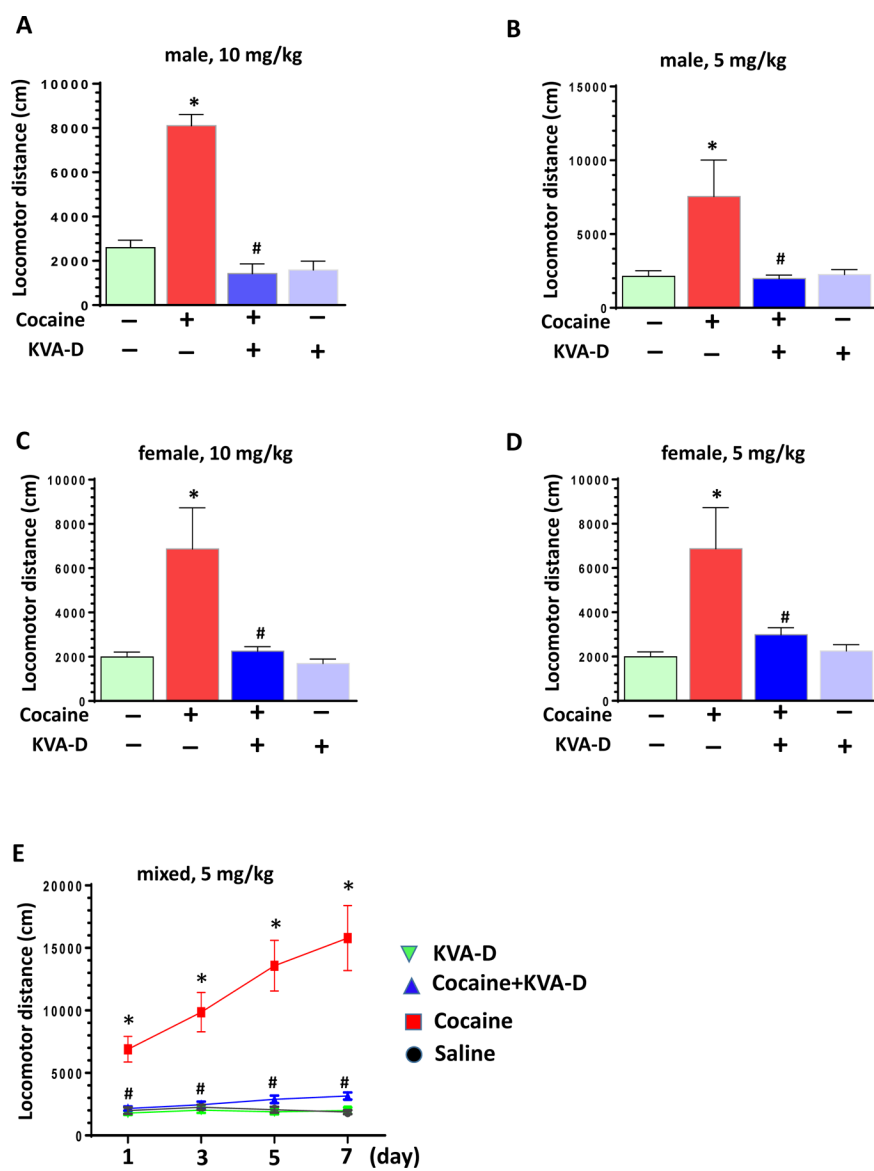 A
male, 10 mg/kg
Locomotor distance (cm)
10000
8000
6000
4000
2000
0
*
#
Cocaine − + + −
KVA-D − − + +
B
male, 5 mg/kg
Locomotor distance (cm)
15000
10000
5000
0
*
#
Cocaine − + + −
KVA-D − − + +
C
female, 10 mg/kg
Locomotor distance (cm)
10000
8000
6000
4000
2000
0
*
#
Cocaine − + + −
KVA-D − − + +
D
female, 5 mg/kg
Locomotor distance (cm)
10000
8000
6000
4000
2000
0
*
#
Cocaine − + + −
KVA-D − − + +
E
mixed, 5 mg/kg
Locomotor distance (cm)
20000
15000
10000
5000
0
* * * *
# # # #
1 3 5 7 (day)
KVA-D
Cocaine+KVA-D
Cocaine
Saline